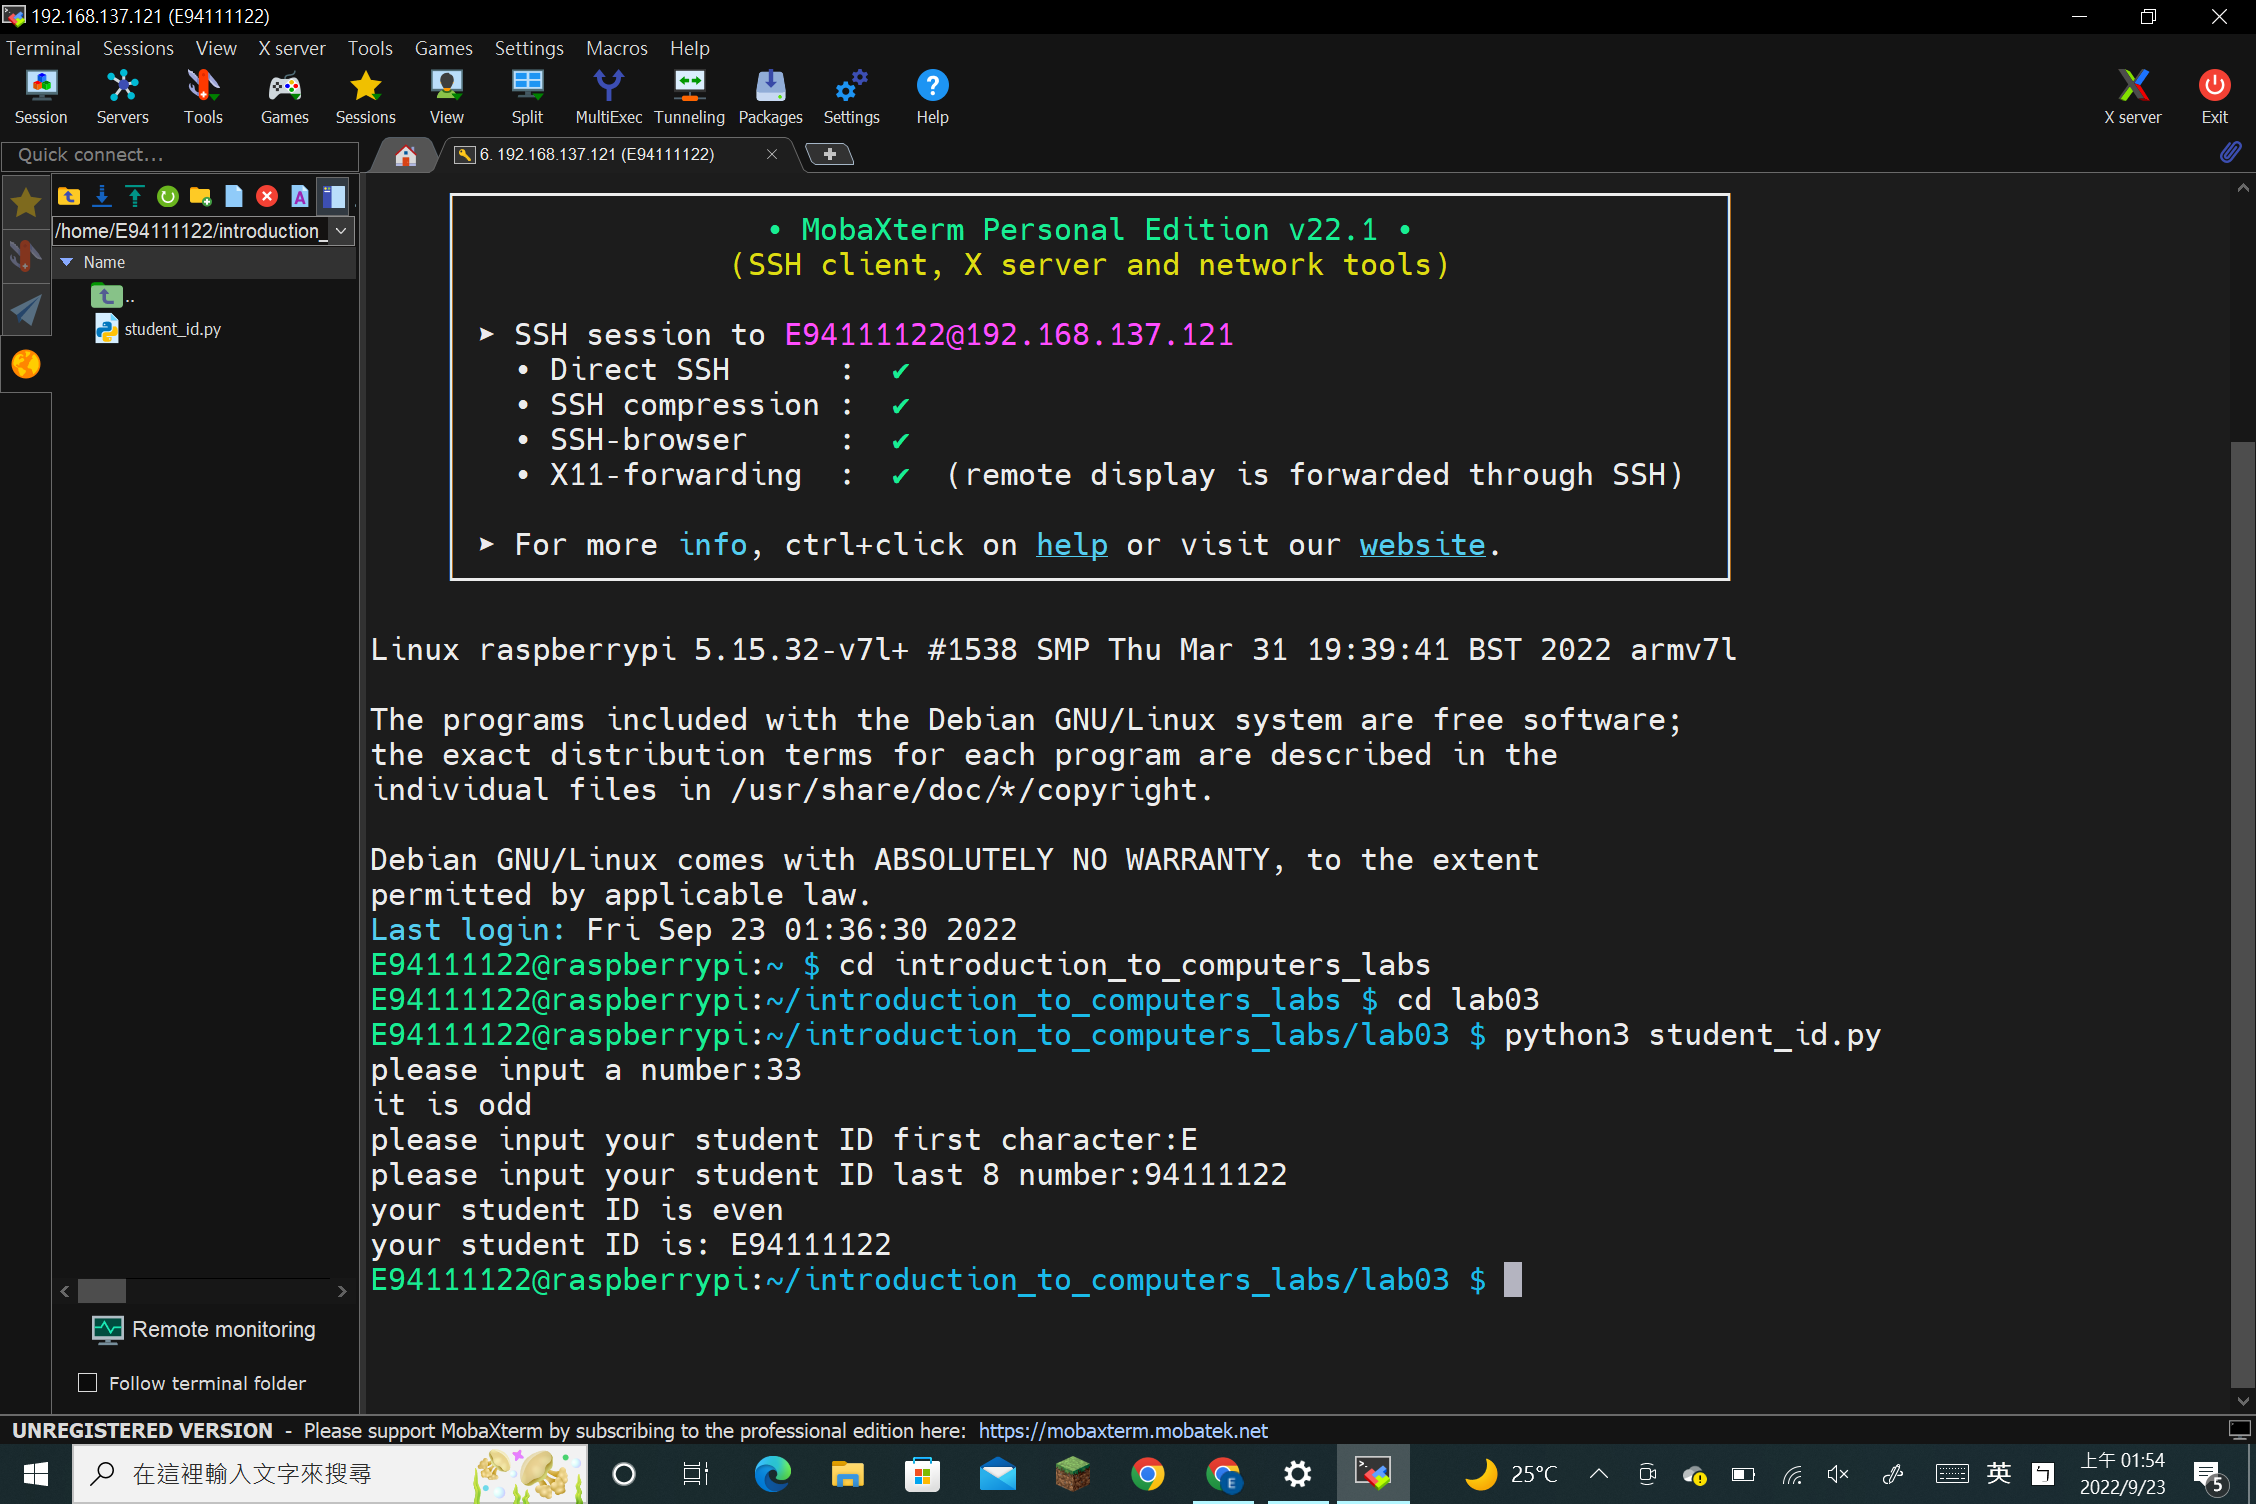 192.168.137.121 (E94111122)
Terminal Sessions View X server Tools Games Settings Macros Help
Session Servers Tools Games Sessions View Split MultiExec Tunneling Packages Settings Help X server Exit
Quick connect...
6. 192.168.137.121 (E94111122)
/home/E94111122/introduction_
Name
..
student_id.py
• MobaXterm Personal Edition v22.1 •
(SSH client, X server and network tools)
➤ SSH session to E94111122@192.168.137.121
• Direct SSH : ✔
• SSH compression : ✔
• SSH-browser : ✔
• X11-forwarding : ✔ (remote display is forwarded through SSH)
➤ For more info, ctrl+click on help or visit our website.
Linux raspberrypi 5.15.32-v7l+ #1538 SMP Thu Mar 31 19:39:41 BST 2022 armv7l
The programs included with the Debian GNU/Linux system are free software;
the exact distribution terms for each program are described in the
individual files in /usr/share/doc/*/copyright.
Debian GNU/Linux comes with ABSOLUTELY NO WARRANTY, to the extent
permitted by applicable law.
Last login: Fri Sep 23 01:36:30 2022
E94111122@raspberrypi:~ $ cd introduction_to_computers_labs
E94111122@raspberrypi:~/introduction_to_computers_labs $ cd lab03
E94111122@raspberrypi:~/introduction_to_computers_labs/lab03 $ python3 student_id.py
please input a number:33
it is odd
please input your student ID first character:E
please input your student ID last 8 number:94111122
your student ID is even
your student ID is: E94111122
E94111122@raspberrypi:~/introduction_to_computers_labs/lab03 $
Remote monitoring
Follow terminal folder
UNREGISTERED VERSION - Please support MobaXterm by subscribing to the professional edition here: https://mobaxterm.mobatek.net
在這裡輸入文字來搜尋
E
25°C
英
ㄅ
上午 01:54
2022/9/23
5